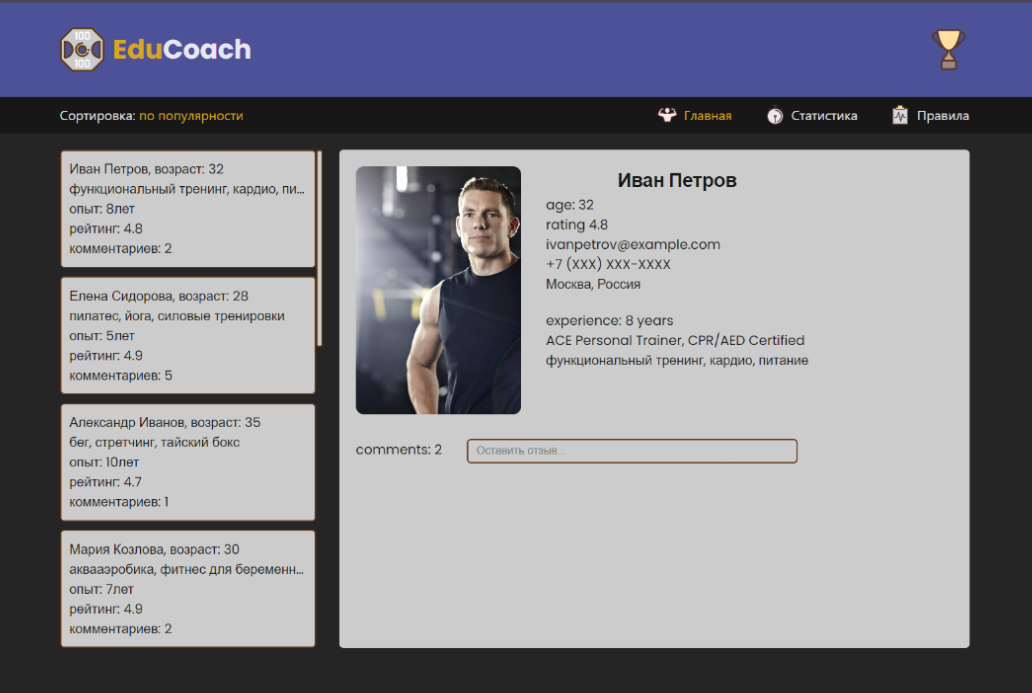 100
100
EduCoach
Сортировка: по популярности
Главная
Статистика
Правила
Иван Петров, возраст: 32
функциональный тренинг, кардио, пи...
опыт: 8лет
рейтинг: 4.8
комментариев: 2
Елена Сидорова, возраст: 28
пилатес, йога, силовые тренировки
опыт: 5лет
рейтинг: 4.9
комментариев: 5
Александр Иванов, возраст: 35
бег, стретчинг, тайский бокс
опыт: 10лет
рейтинг: 4.7
комментариев: 1
Мария Козлова, возраст: 30
аквааэробика, фитнес для беременн...
опыт: 7лет
рейтинг: 4.9
комментариев: 2
Иван Петров
age: 32
rating 4.8
ivanpetrov@example.com
+7 (XXX) XXX-XXXX
Москва, Россия
experience: 8 years
ACE Personal Trainer, CPR/AED Certified
функциональный тренинг, кардио, питание
comments: 2
Оставить отзыв...